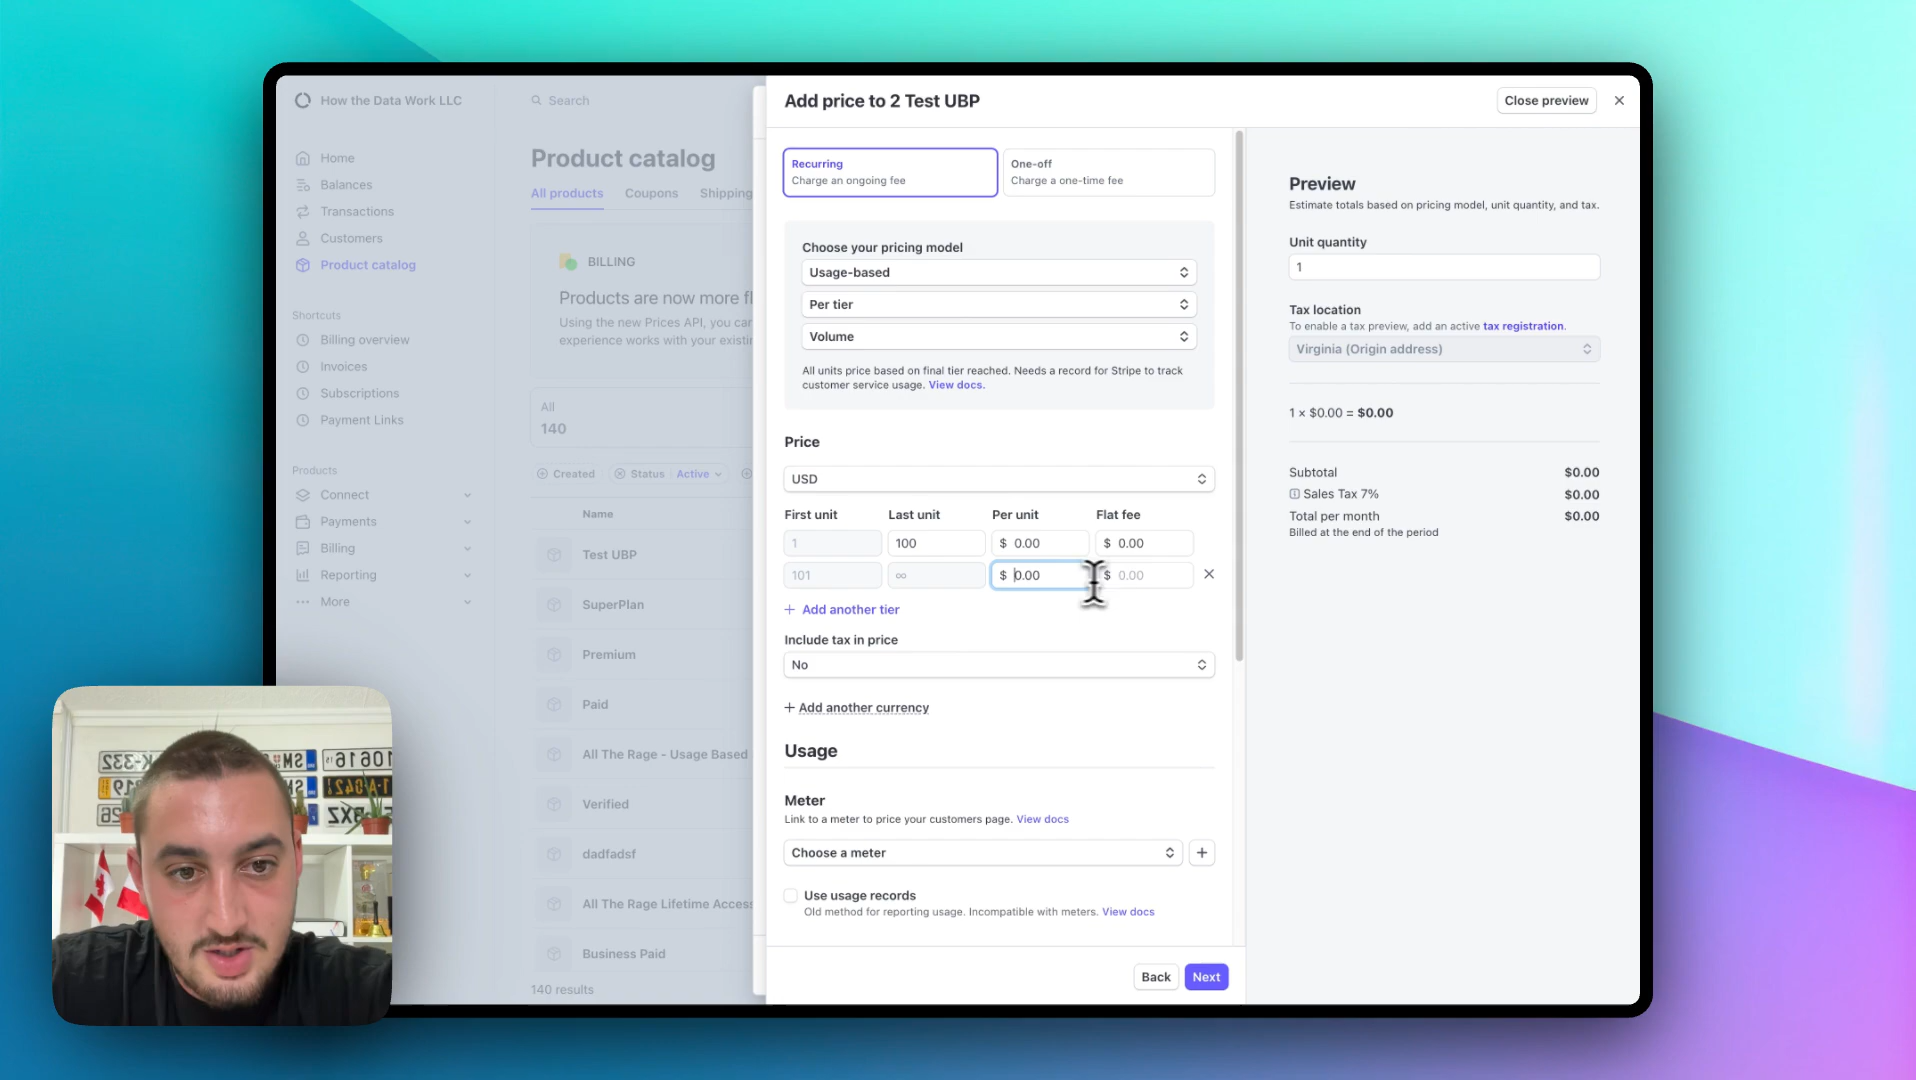 How the Data Work LLC
Home
Balances
Transactions
Customers
Product catalog
Shortcuts
Billing overview
Invoices
Subscriptions
Payment Links
Products
Connect
Payments
Billing
Reporting
More
Search
Product catalog
All products
Coupons
Shipping
BILLING
Products are now more fl
Using the new Prices API, you can
experience works with your existing
All
140
Created
Status
Active
Name
Test UBP
SuperPlan
Premium
Paid
All The Rage - Usage Based
Verified
dadfadsf
All The Rage Lifetime Access
Business Paid
140 results
Add price to 2 Test UBP
Close preview
Recurring
Charge an ongoing fee
One-off
Charge a one-time fee
Choose your pricing model
Usage-based
Per tier
Volume
All units price based on final tier reached. Needs a record for Stripe to track
customer service usage. View docs.
Price
USD
First unit Last unit Per unit Flat fee
1 100 $ 0.00 $ 0.00
101 ∞ $ 0.00 $ 0.00
+ Add another tier
Include tax in price
No
+ Add another currency
Usage
Meter
Link to a meter to price your customers page. View docs
Choose a meter
+
Use usage records
Old method for reporting usage. Incompatible with meters. View docs
Back
Next
Preview
Estimate totals based on pricing model, unit quantity, and tax.
Unit quantity
1
Tax location
To enable a tax preview, add an active tax registration.
Virginia (Origin address)
1 × $0.00 = $0.00
Subtotal $0.00
Sales Tax 7% $0.00
Total per month $0.00
Billed at the end of the period